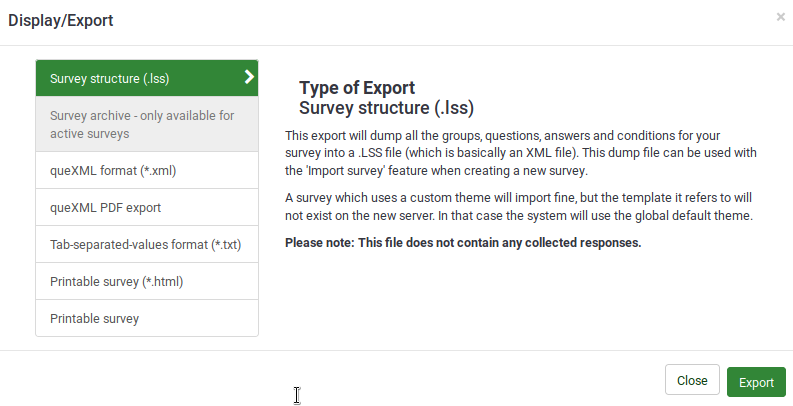 Display/Export
×
Survey structure (.lss)
Survey archive - only available for
active surveys
queXML format (*.xml)
queXML PDF export
Tab-separated-values format (*.txt)
Printable survey (*.html)
Printable survey
Type of Export
Survey structure (.lss)
This export will dump all the groups, questions, answers and conditions for your
survey into a .LSS file (which is basically an XML file). This dump file can be used with
the 'Import survey' feature when creating a new survey.
A survey which uses a custom theme will import fine, but the template it refers to will
not exist on the new server. In that case the system will use the global default theme.
Please note: This file does not contain any collected responses.
Close
Export